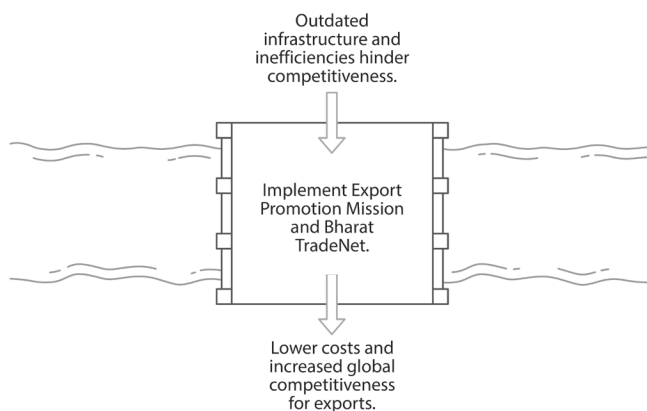 Outdated
infrastructure and
inefficiencies hinder
competitiveness.
Implement Export
Promotion Mission
and Bharat
TradeNet.
Lower costs and
increased global
competitiveness
for exports.